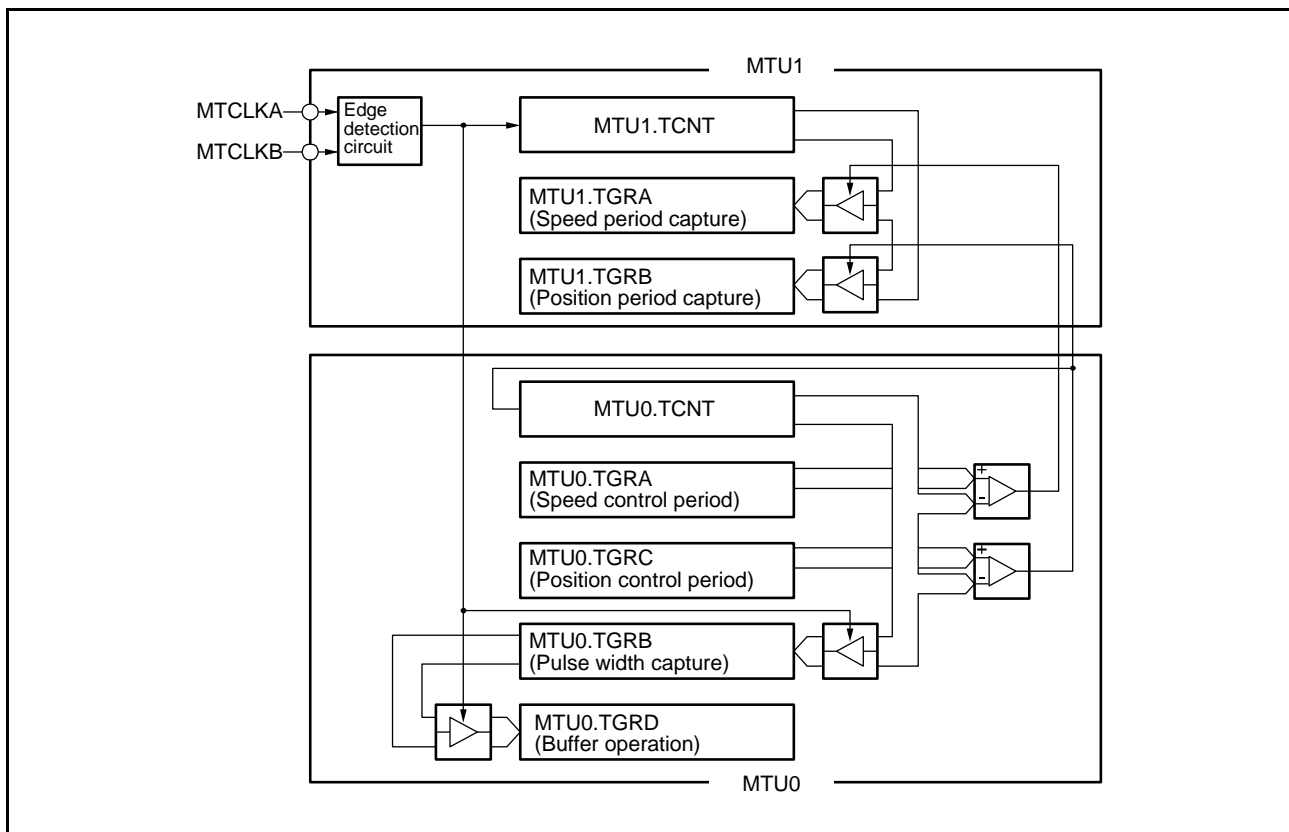 MTU1
MTCLKA
MTCLKB
Edge
detection
circuit
MTU1.TCNT
MTU1.TGRA
(Speed period capture)
MTU1.TGRB
(Position period capture)
MTU0.TCNT
MTU0.TGRA
(Speed control period)
+
-
MTU0.TGRC
(Position control period)
+
-
MTU0.TGRB
(Pulse width capture)
MTU0.TGRD
(Buffer operation)
MTU0